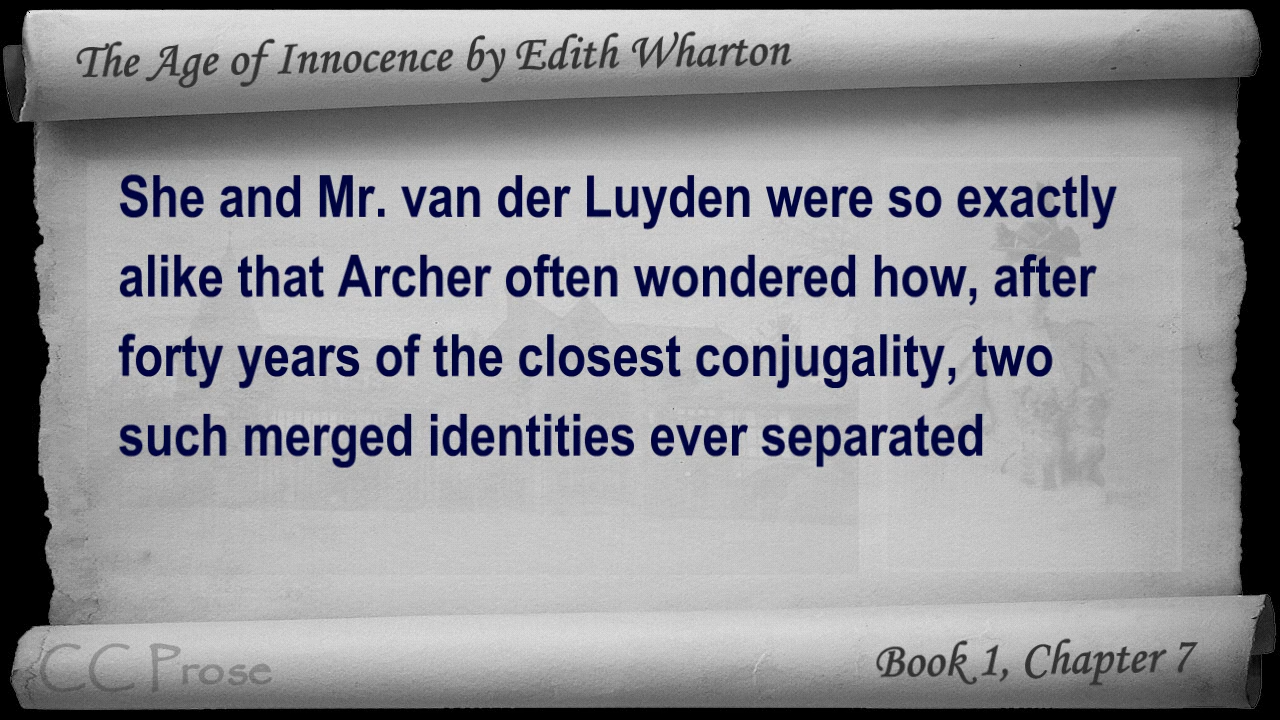 The Age of Innocence by Edith Wharton
She and Mr. van der Luyden were so exactly
alike that Archer often wondered how, after
forty years of the closest conjugality, two
such merged identities ever separated
CC Prose
Book 1, Chapter 7